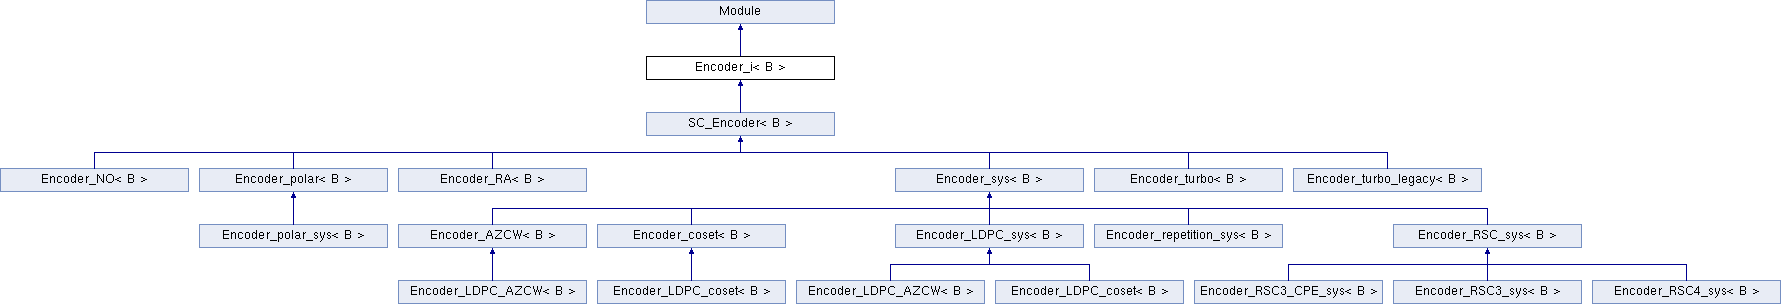 Module
Encoder_i< B >
SC_Encoder< B >
Encoder_NO< B >
Encoder_polar< B >
Encoder_RA< B >
Encoder_sys< B >
Encoder_turbo< B >
Encoder_turbo_legacy< B >
Encoder_polar_sys< B >
Encoder_AZCW< B >
Encoder_coset< B >
Encoder_LDPC_sys< B >
Encoder_repetition_sys< B >
Encoder_RSC_sys< B >
Encoder_LDPC_AZCW< B >
Encoder_LDPC_coset< B >
Encoder_LDPC_AZCW< B >
Encoder_LDPC_coset< B >
Encoder_RSC3_CPE_sys< B >
Encoder_RSC3_sys< B >
Encoder_RSC4_sys< B >